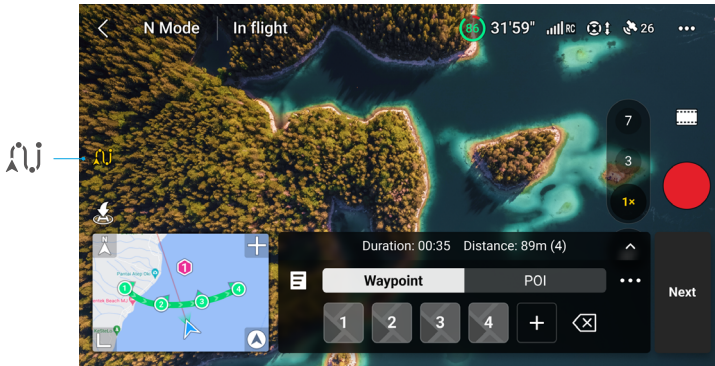 N Mode
In flight
86
31'59"
RC
26
7
3
1×
N
1
1
2
3
4
Duration: 00:35 Distance: 89m (4)
Waypoint
POI
1
2
3
4
Next